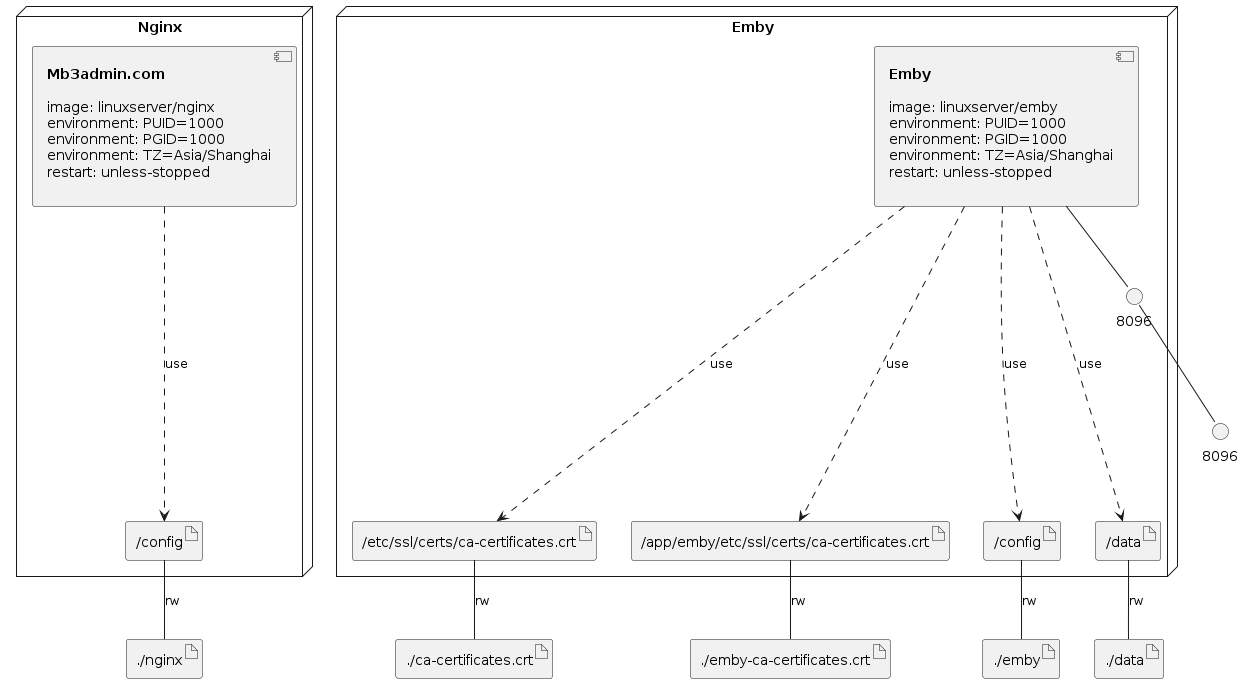 Nginx
Mb3admin.com
image: linuxserver/nginx
environment: PUID=1000
environment: PGID=1000
environment: TZ=Asia/Shanghai
restart: unless-stopped
use
/config
rw
./nginx
Emby
Emby
image: linuxserver/emby
environment: PUID=1000
environment: PGID=1000
environment: TZ=Asia/Shanghai
restart: unless-stopped
8096
use
use
use
use
8096
/etc/ssl/certs/ca-certificates.crt
/app/emby/etc/ssl/certs/ca-certificates.crt
/config
/data
rw
rw
rw
rw
./ca-certificates.crt
./emby-ca-certificates.crt
./emby
./data